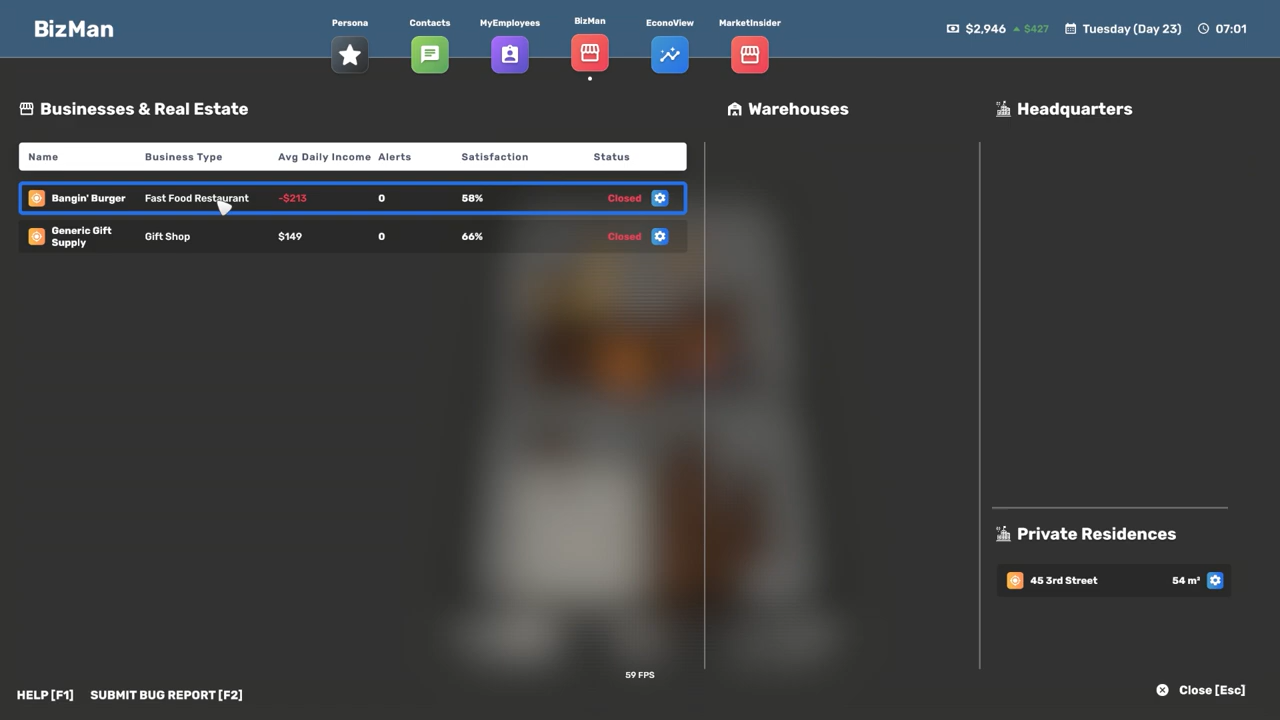 BizMan
Persona
Contacts
MyEmployees
BizMan
EconoView
MarketInsider
$2,946 $427 Tuesday (Day 23) 07:01
Businesses & Real Estate
Name Business Type Avg Daily Income Alerts Satisfaction Status
Bangin' Burger Fast Food Restaurant -$213 0 58% Closed
Generic Gift
Supply
Gift Shop $149 0 66% Closed
Warehouses
Headquarters
Private Residences
45 3rd Street 54 m²
59 FPS
HELP [F1] SUBMIT BUG REPORT [F2]
Close [Esc]